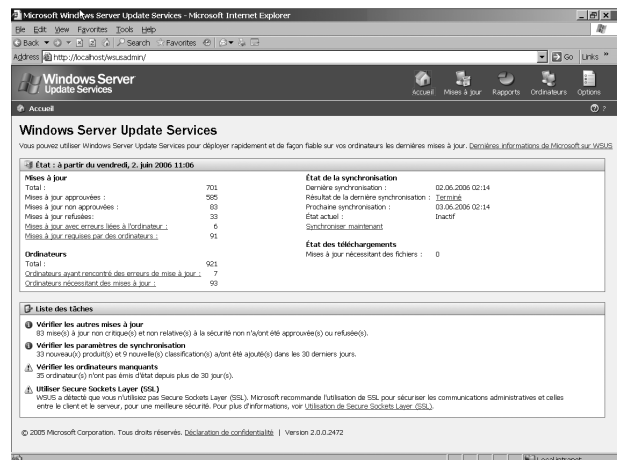 Microsoft Windows Server Update Services - Microsoft Internet Explorer
File Edit View Favorites Tools Help
Back Search Favorites
Address http://localhost/wsusadmin/ Go Links »
Windows Server
Update Services
Accueil Mises à jour Rapports Ordinateurs Options
Accueil ?
Windows Server Update Services
Vous pouvez utiliser Windows Server Update Services pour déployer rapidement et de façon fiable sur vos ordinateurs les dernières mises à jour. Dernières informations de Microsoft sur WSUS
État : à partir du vendredi, 2. juin 2006 11:06
Mises à jour
Total : 701
Mises à jour approuvées : 585
Mises à jour non approuvées : 83
Mises à jour refusées: 33
Mises à jour avec erreurs liées à l'ordinateur : 6
Mises à jour requises par des ordinateurs : 91
Ordinateurs
Total : 921
Ordinateurs ayant rencontré des erreurs de mise à jour : 7
Ordinateurs nécessitant des mises à jour : 93
État de la synchronisation
Dernière synchronisation : 02.06.2006 02:14
Résultat de la dernière synchronisation : Terminé
Prochaine synchronisation : 03.06.2006 02:14
État actuel : Inactif
Synchroniser maintenant
État des téléchargements
Mises à jour nécessitant des fichiers : 0
Liste des tâches
Vérifier les autres mises à jour
83 mise(s) à jour non critique(s) et non relative(s) à la sécurité non n'a/ont été approuvée(s) ou refusée(s).
Vérifier les paramètres de synchronisation
33 nouveau(x) produit(s) et 9 nouvelle(s) classification(s) a/ont été ajouté(s) dans les 30 derniers jours.
Vérifier les ordinateurs manquants
35 ordinateur(s) n'ont pas émis d'état depuis plus de 30 jour(s).
Utiliser Secure Sockets Layer (SSL)
WSUS a détecté que vous n'utilisez pas Secure Sockets Layer (SSL). Microsoft recommande l'utilisation de SSL pour sécuriser les communications administratives et celles
entre le client et le serveur, pour une meilleure sécurité. Pour plus d'informations, voir Utilisation de Secure Sockets Layer (SSL).
© 2005 Microsoft Corporation. Tous droits réservés. Déclaration de confidentialité | Version 2.0.0.2472
Local intranet